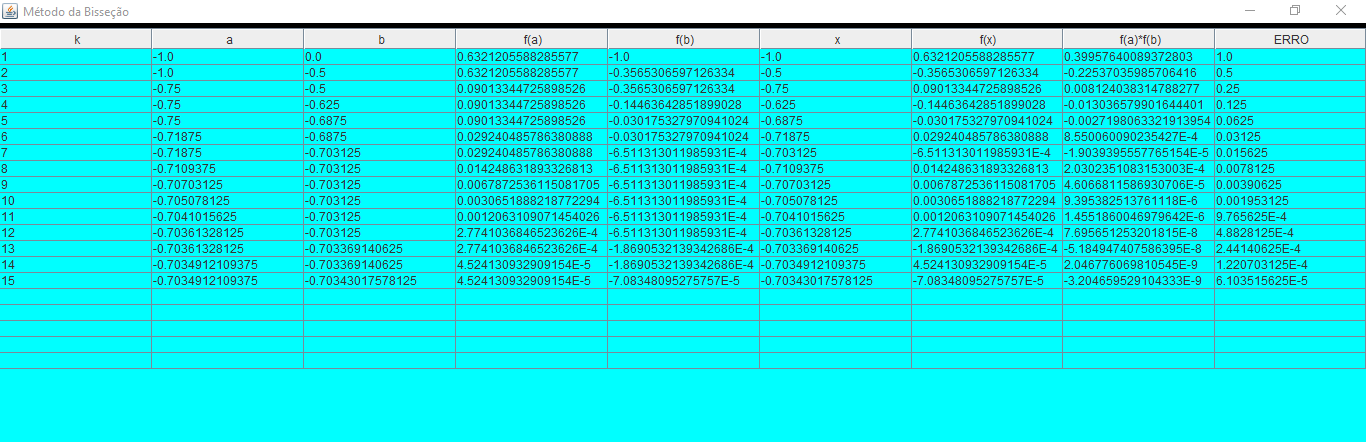 Método da Bisseção
k a b f(a) f(b) x f(x) f(a)*f(b) ERRO
1 -1.0 0.0 0.6321205588285577 -1.0 -1.0 0.6321205588285577 0.39957640089372803 1.0
2 -1.0 -0.5 0.6321205588285577 -0.3565306597126334 -0.5 -0.3565306597126334 -0.22537035985706416 0.5
3 -0.75 -0.5 0.09013344725898526 -0.3565306597126334 -0.75 0.09013344725898526 0.008124038314788277 0.25
4 -0.75 -0.625 0.09013344725898526 -0.14463642851899028 -0.625 -0.14463642851899028 -0.013036579901644401 0.125
5 -0.75 -0.6875 0.09013344725898526 -0.030175327970941024 -0.6875 -0.030175327970941024 -0.0027198063321913954 0.0625
6 -0.71875 -0.6875 0.029240485786380888 -0.030175327970941024 -0.71875 0.029240485786380888 8.550060090235427E-4 0.03125
7 -0.71875 -0.703125 0.029240485786380888 -6.511313011985931E-4 -0.703125 -6.511313011985931E-4 -1.9039395557765154E-5 0.015625
8 -0.7109375 -0.703125 0.014248631893326813 -6.511313011985931E-4 -0.7109375 0.014248631893326813 2.0302351083153003E-4 0.0078125
9 -0.70703125 -0.703125 0.0067872536115081705 -6.511313011985931E-4 -0.70703125 0.0067872536115081705 4.6066811586930706E-5 0.00390625
10 -0.705078125 -0.703125 0.0030651888218772294 -6.511313011985931E-4 -0.705078125 0.0030651888218772294 9.395382513761118E-6 0.001953125
11 -0.7041015625 -0.703125 0.0012063109071454026 -6.511313011985931E-4 -0.7041015625 0.0012063109071454026 1.4551860046979642E-6 9.765625E-4
12 -0.70361328125 -0.703125 2.7741036846523626E-4 -6.511313011985931E-4 -0.70361328125 2.7741036846523626E-4 7.695651253201815E-8 4.8828125E-4
13 -0.70361328125 -0.703369140625 2.7741036846523626E-4 -1.8690532139342686E-4 -0.703369140625 -1.8690532139342686E-4 -5.184947407586395E-8 2.44140625E-4
14 -0.7034912109375 -0.703369140625 4.524130932909154E-5 -1.8690532139342686E-4 -0.7034912109375 4.524130932909154E-5 2.046776069810545E-9 1.220703125E-4
15 -0.7034912109375 -0.70343017578125 4.524130932909154E-5 -7.08348095275757E-5 -0.70343017578125 -7.08348095275757E-5 -3.204659529104333E-9 6.103515625E-5